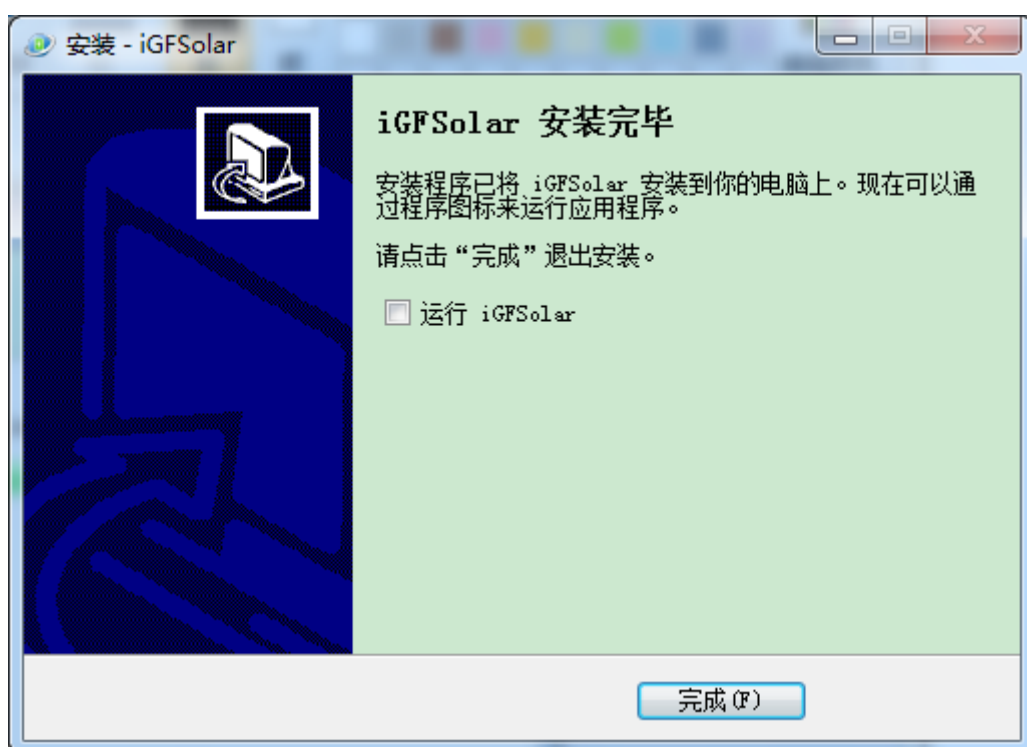 安装 - iGFSolar
iGFSolar 安装完毕
安装程序已将 iGFSolar 安装到你的电脑上。现在可以通
过程序图标来运行应用程序。
请点击“完成”退出安装。
运行 iGFSolar
完成(F)